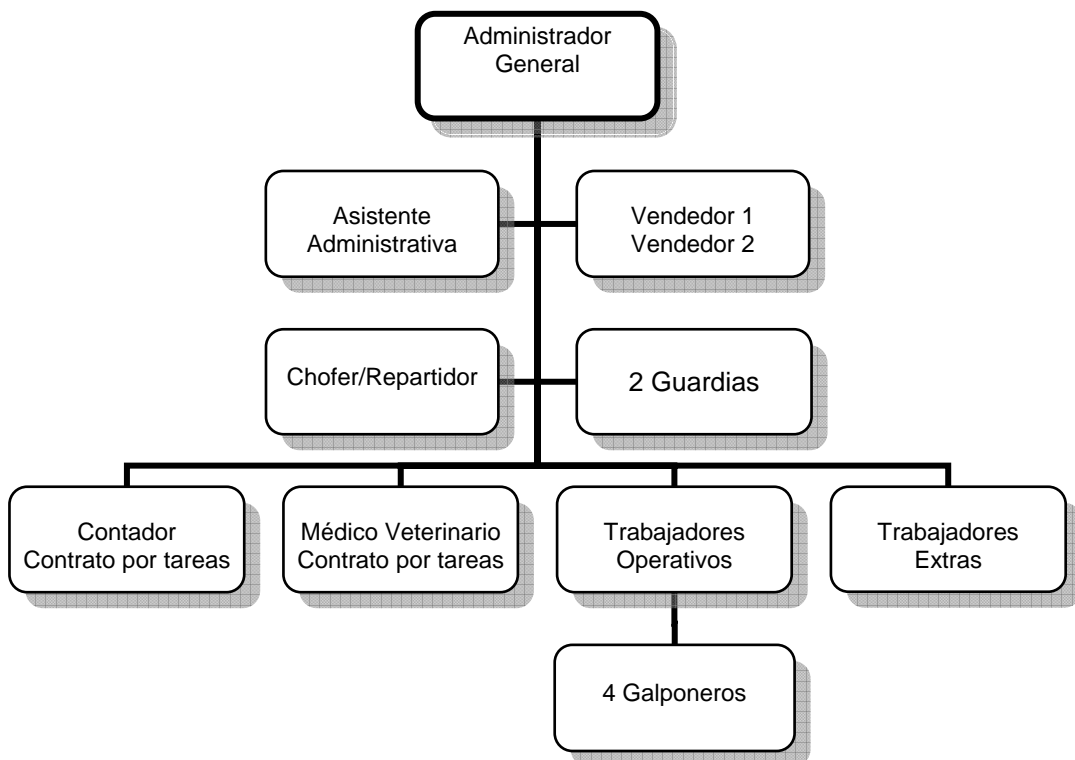 Administrador
General
Asistente
Administrativa
Vendedor 1
Vendedor 2
Chofer/Repartidor
2 Guardias
Contador
Contrato por tareas
Médico Veterinario
Contrato por tareas
Trabajadores
Operativos
Trabajadores
Extras
4 Galponeros